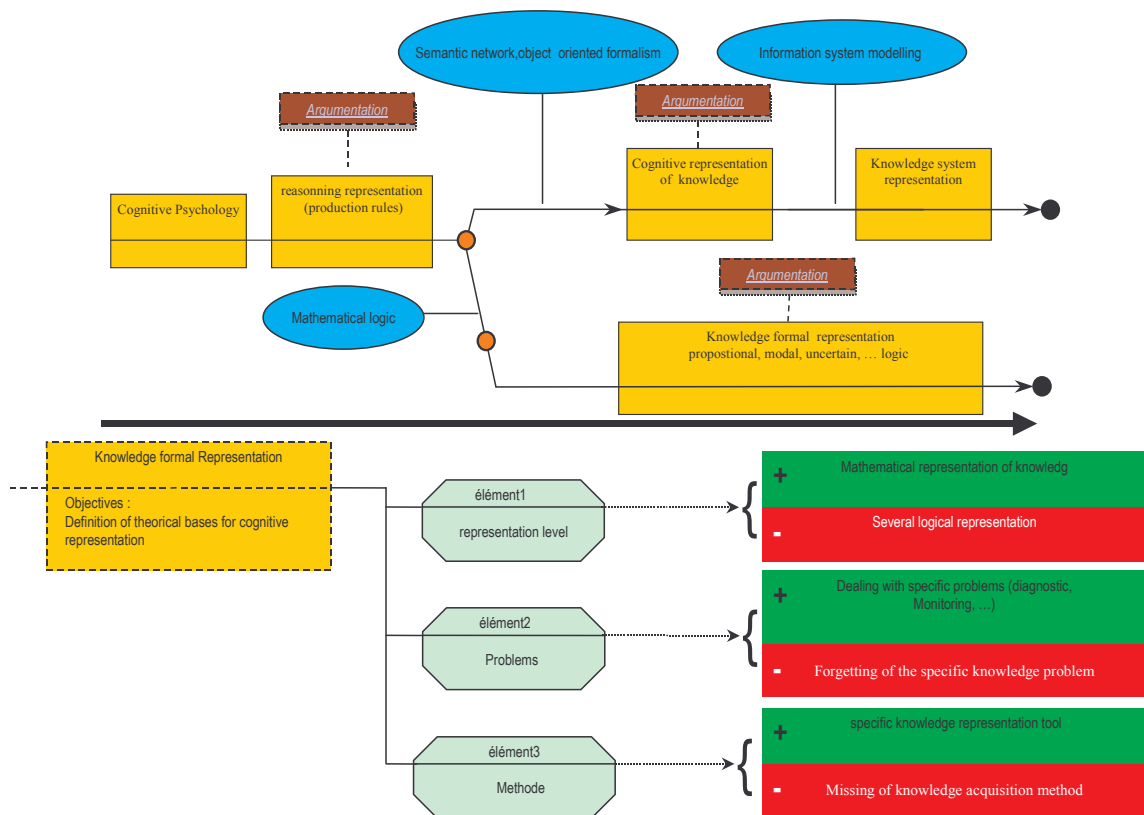 Semantic network,object oriented formalism
Information system modelling
Argumentation
Argumentation
Cognitive Psychology
reasonning representation
(production rules)
Cognitive representation
of knowledge
Knowledge system
representation
Argumentation
Mathematical logic
Knowledge formal representation
propostional, modal, uncertain, … logic
Knowledge formal Representation
Objectives :
Definition of theorical bases for cognitive
representation
élément1
representation level
+
Mathematical representation of knowledg
-
Several logical representation
élément2
Problems
+
Dealing with specific problems (diagnostic,
Monitoring, …)
-
Forgetting of the specific knowledge problem
élément3
Methode
+
specific knowledge representation tool
-
Missing of knowledge acquisition method